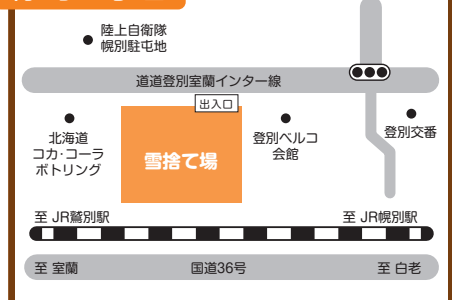 陸上自衛隊
幌別駐屯地
道道登別室蘭インター線
出入口
北海道
コカ・コーラ
ボトリング
雪捨て場
登別ベルコ
会館
登別交番
至 JR鷲別駅
至 JR幌別駅
至 室蘭
国道36号
至 白老